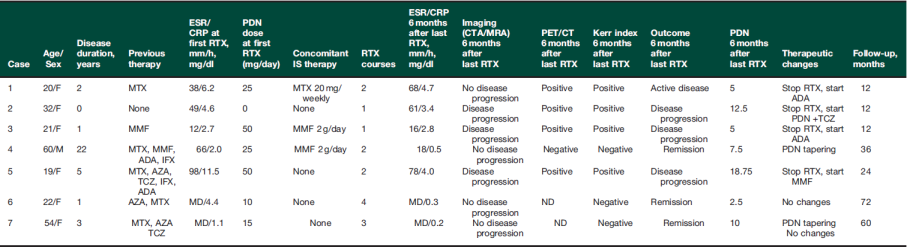 Case Age/Sex Disease duration, years Previous therapy ESR/CRP at first RTX, mm/h, mg/dl PDN dose at first RTX (mg/day) Concomitant IS therapy RTX courses ESR/CRP 6 months after last RTX, mm/h, mg/dl Imaging (CTA/MRA) 6 months after last RTX PET/CT 6 months after last RTX Kerr index 6 months after last RTX Outcome 6 months after last RTX PDN 6 months after last RTX Therapeutic changes Follow-up, months
1 20/F 2 MTX 38/6.2 25 MTX 20 mg/weekly 2 68/4.7 No disease progression Positive Positive Active disease 5 Stop RTX, start ADA 12
2 32/F 0 None 49/4.6 0 None 1 61/3.4 Disease progression Positive Positive Disease progression 12.5 Stop RTX, start PDN +TCZ 12
3 21/F 1 MMF 12/2.7 50 MMF 2 g/day 1 16/2.8 Disease progression Positive Positive Disease progression 5 Stop RTX, start ADA 12
4 60/M 22 MTX, MMF, ADA, IFX 66/2.0 25 MMF 2 g/day 2 18/0.5 No disease progression Negative Negative Remission 7.5 PDN tapering 36
5 19/F 5 MTX, AZA, TCZ, IFX, ADA 98/11.5 50 None 2 78/4.0 Disease progression Positive Positive Disease progression 18.75 Stop RTX, start MMF 24
6 22/F 1 AZA, MTX MD/4.4 10 None 4 MD/0.3 No disease progression ND Negative Remission 2.5 No changes 72
7 54/F 3 MTX, AZA TCZ MD/1.1 15 None 3 MD/0.2 No disease progression ND Negative Remission 10 PDN tapering No changes 60